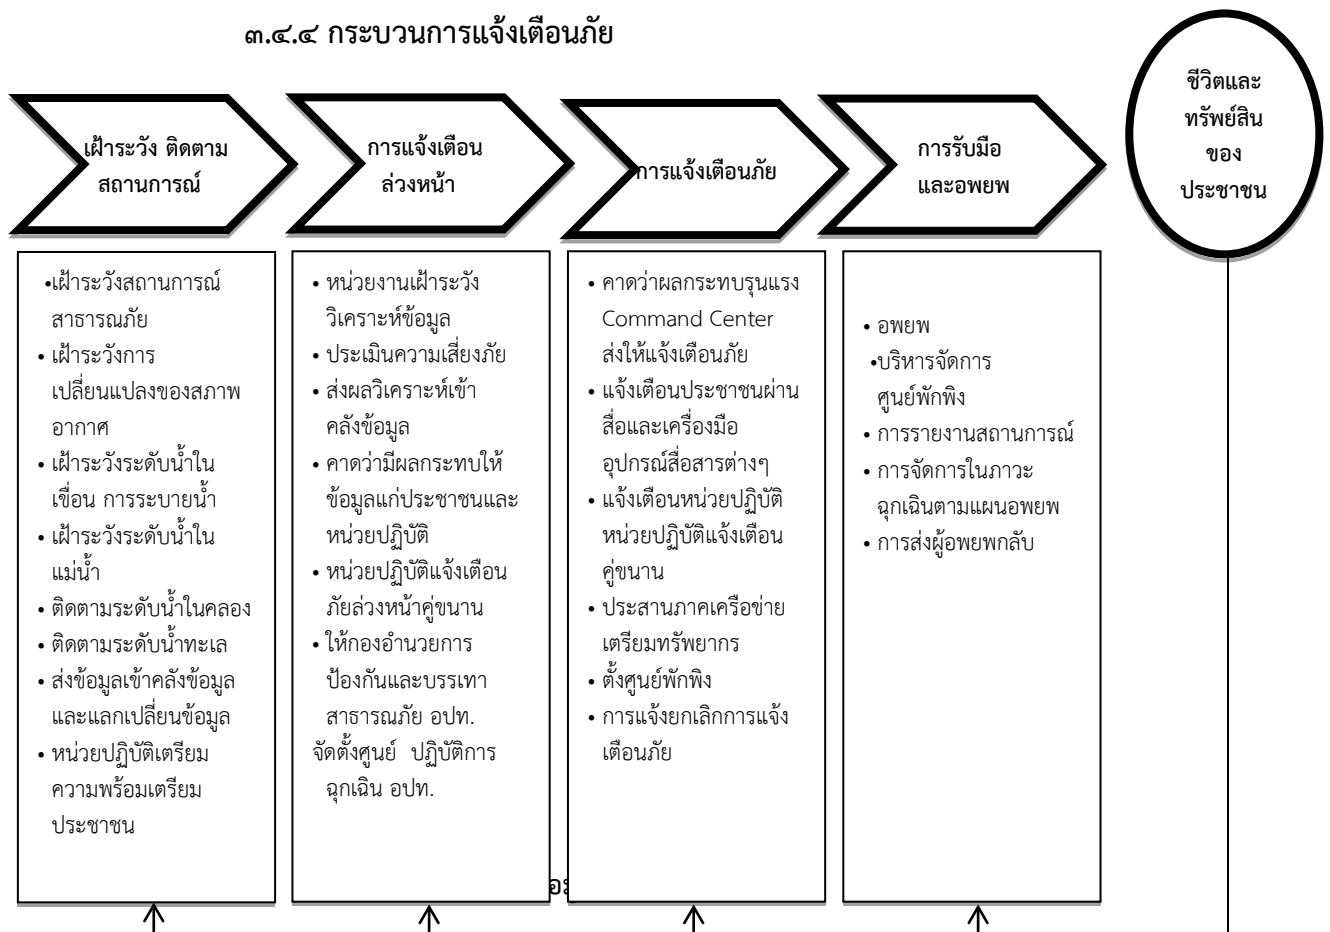 ๓.๔.๔ กระบวนการแจ้งเตือนภัย
เฝ้าระวัง ติดตาม
สถานการณ์
การแจ้งเตือน
ล่วงหน้า
การแจ้งเตือนภัย
การรับมือ
และอพยพ
ชีวิตและ
ทรัพย์สิน
ของ
ประชาชน
•เฝ้าระวังสถานการณ์
สาธารณภัย
• เฝ้าระวังการ
เปลี่ยนแปลงของสภาพ
อากาศ
• เฝ้าระวังระดับน้ำใน
เขื่อน การระบายน้ำ
• เฝ้าระวังระดับน้ำใน
แม่น้ำ
• ติดตามระดับน้ำในคลอง
• ติดตามระดับน้ำทะเล
• ส่งข้อมูลเข้าคลังข้อมูล
และแลกเปลี่ยนข้อมูล
• หน่วยปฏิบัติเตรียม
ความพร้อมเตรียม
ประชาชน
• หน่วยงานเฝ้าระวัง
วิเคราะห์ข้อมูล
• ประเมินความเสี่ยงภัย
• ส่งผลวิเคราะห์เข้า
คลังข้อมูล
• คาดว่ามีผลกระทบให้
ข้อมูลแก่ประชาชนและ
หน่วยปฏิบัติ
• หน่วยปฏิบัติแจ้งเตือน
ภัยล่วงหน้าคู่ขนาน
• ให้กองอำนวยการ
ป้องกันและบรรเทา
สาธารณภัย อปท.
จัดตั้งศูนย์ ปฏิบัติการ
ฉุกเฉิน อปท.
• คาดว่าผลกระทบรุนแรง
Command Center
ส่งให้แจ้งเตือนภัย
• แจ้งเตือนประชาชนผ่าน
สื่อและเครื่องมือ
อุปกรณ์สื่อสารต่างๆ
• แจ้งเตือนหน่วยปฏิบัติ
หน่วยปฏิบัติแจ้งเตือน
คู่ขนาน
• ประสานภาคเครือข่าย
เตรียมทรัพยากร
• ตั้งศูนย์พักพิง
• การแจ้งยกเลิกการแจ้ง
เตือนภัย
• อพยพ
•บริหารจัดการ
ศูนย์พักพิง
• การรายงานสถานการณ์
• การจัดการในภาวะ
ฉุกเฉินตามแผนอพยพ
• การส่งผู้อพยพกลับ